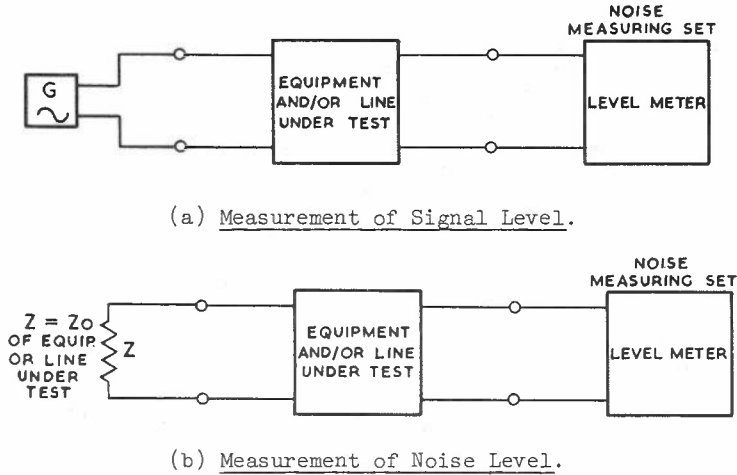 NOISE
MEASURING SET
G
EQUIPMENT
AND/OR LINE
UNDER TEST
LEVEL METER
(a) Measurement of Signal Level.
NOISE
MEASURING SET
Z = Zo
OF EQUIP.
OR LINE
UNDER
TEST
Z
EQUIPMENT
AND/OR LINE
UNDER TEST
LEVEL METER
(b) Measurement of Noise Level.